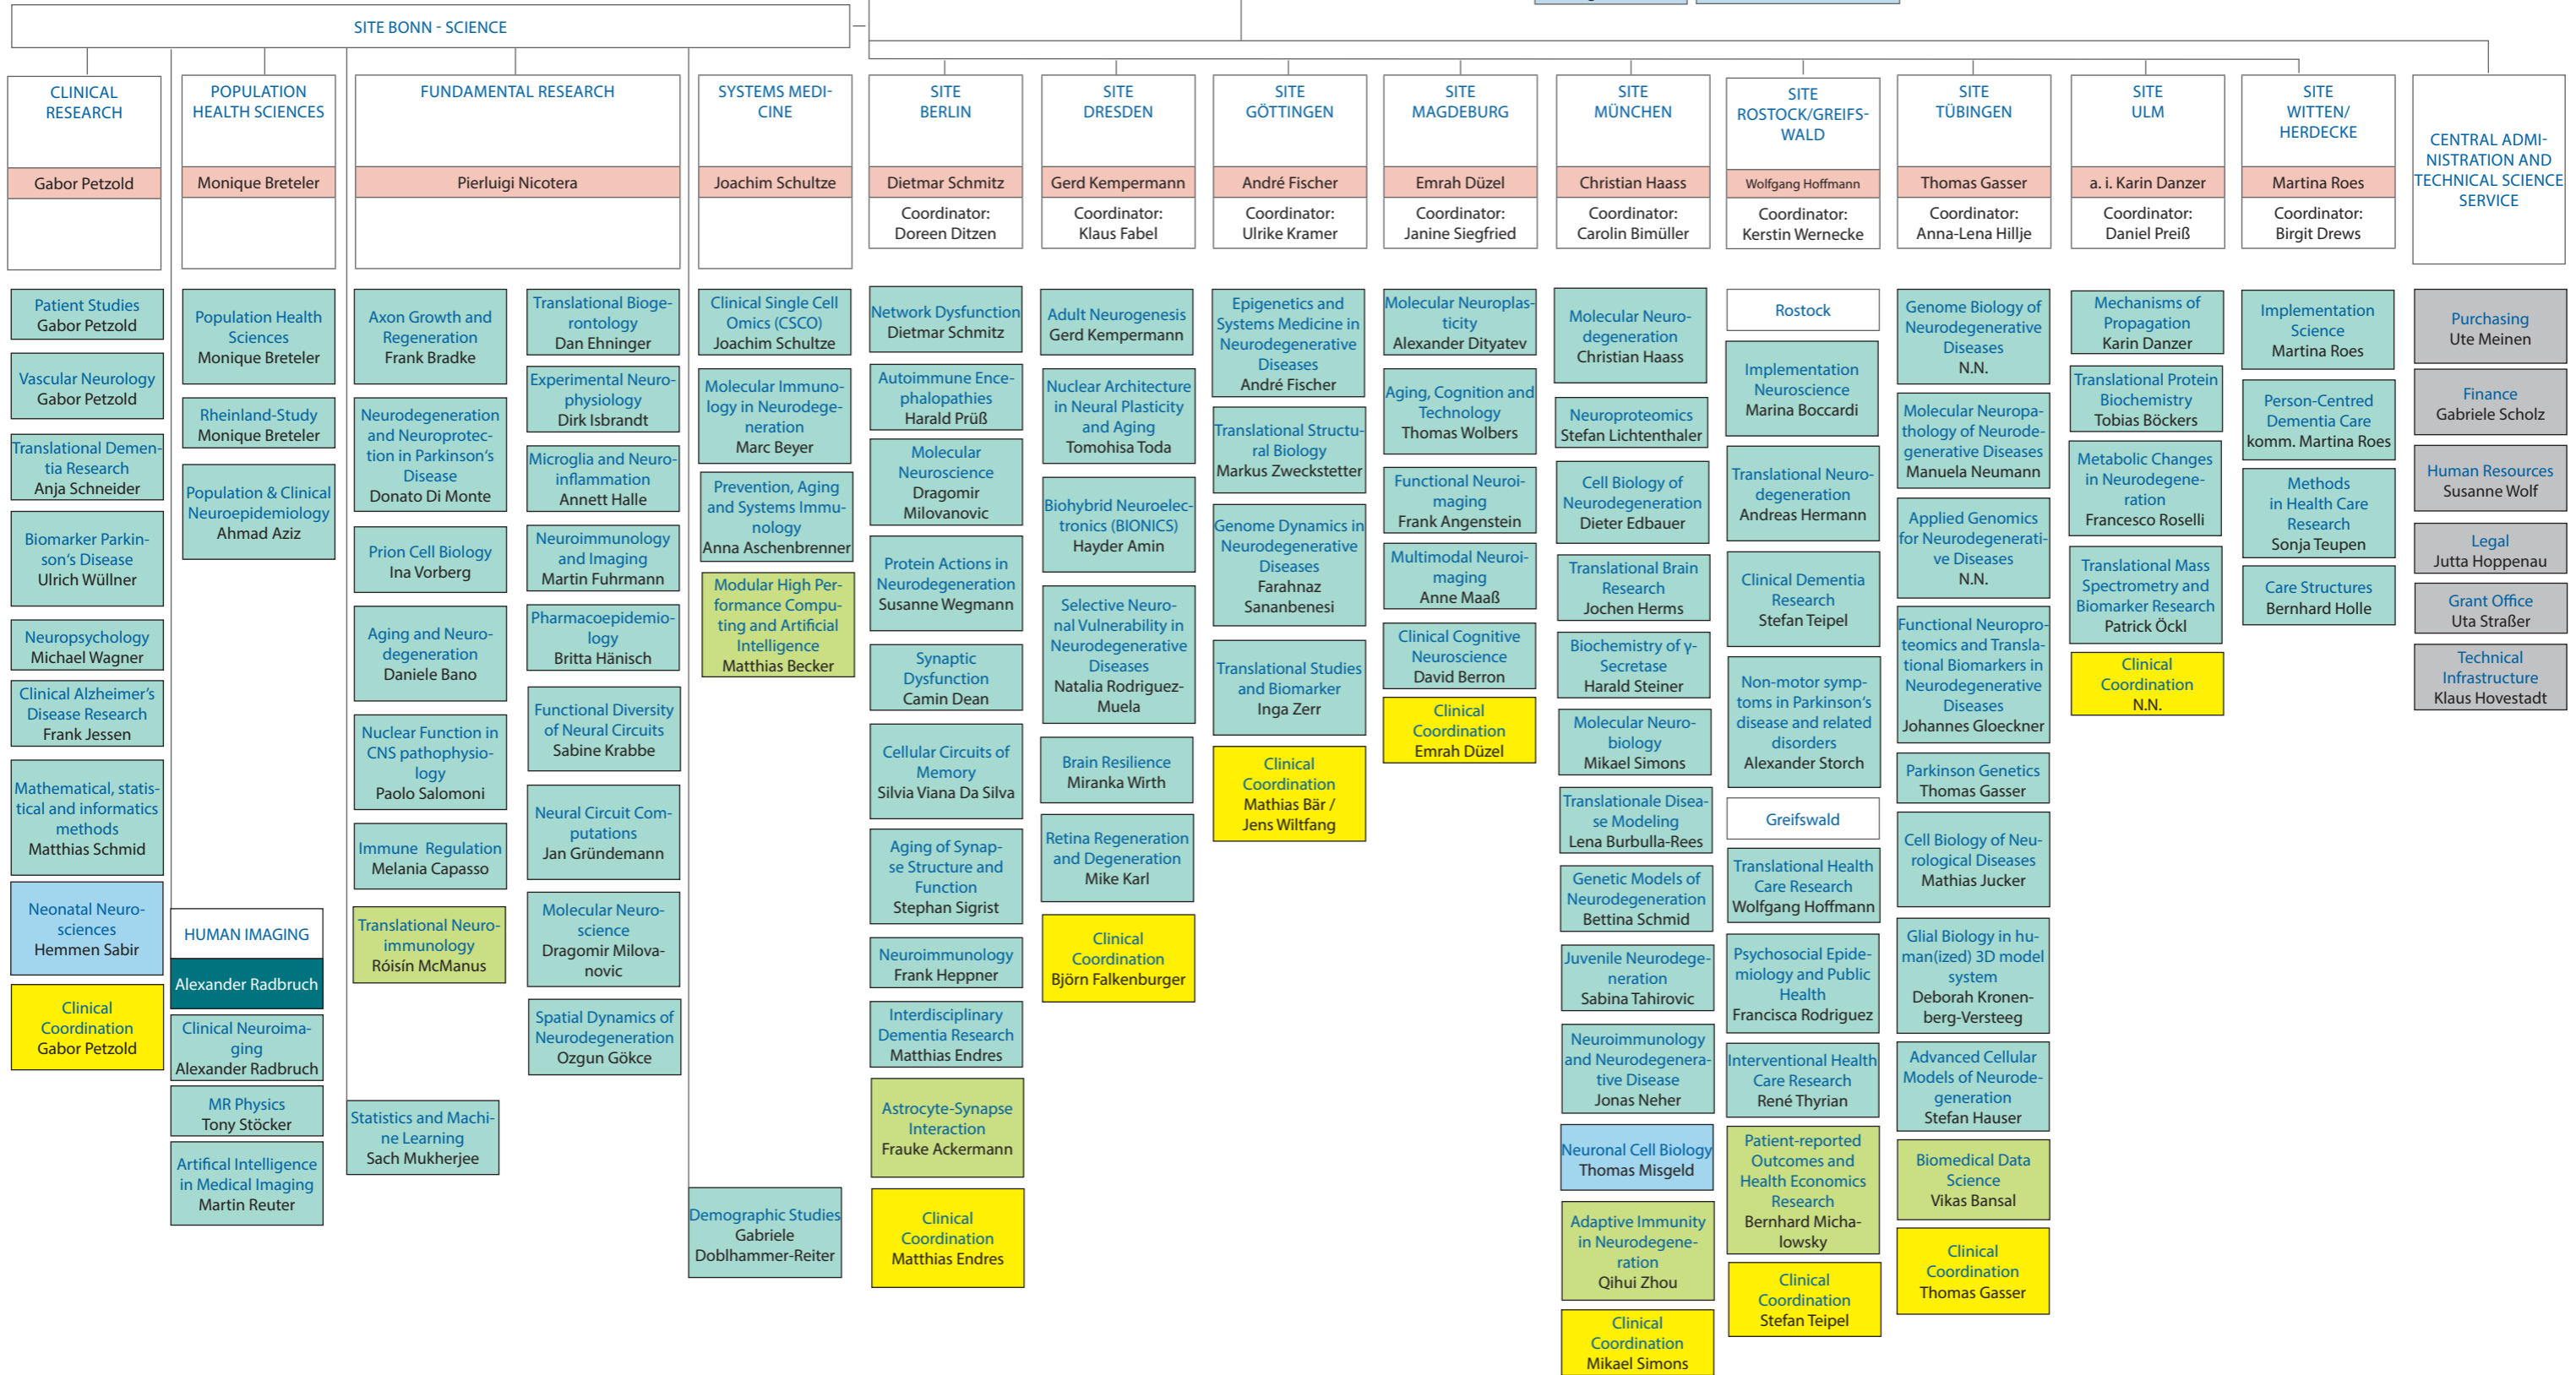 SITE BONN - SCIENCE
CLINICAL
RESEARCH
Gabor Petzold
Patient Studies
Gabor Petzold
Vascular Neurology
Gabor Petzold
Translational Demen-
tia Research
Anja Schneider
Biomarker Parkin-
son's Disease
Ulrich Wüllner
Neuropsychology
Michael Wagner
Clinical Alzheimer's
Disease Research
Frank Jessen
Mathematical, statis-
tical and informatics
methods
Matthias Schmid
Neonatal Neuro-
sciences
Hemmen Sabir
Clinical
Coordination
Gabor Petzold
POPULATION
HEALTH SCIENCES
Monique Breteler
Population Health
Sciences
Monique Breteler
Rheinland-Study
Monique Breteler
Population & Clinical
Neuroepidemiology
Ahmad Aziz
HUMAN IMAGING
Alexander Radbruch
Clinical Neuroima-
ging
Alexander Radbruch
MR Physics
Tony Stöcker
Artifical Intelligence
in Medical Imaging
Martin Reuter
FUNDAMENTAL RESEARCH
Pierluigi Nicotera
Axon Growth and
Regeneration
Frank Bradke
Neurodegeneration
and Neuroprotec-
tion in Parkinson's
Disease
Donato Di Monte
Prion Cell Biology
Ina Vorberg
Aging and Neuro-
degeneration
Daniele Bano
Nuclear Function in
CNS pathophysio-
logy
Paolo Salomoni
Immune Regulation
Melania Capasso
Translational Neuro-
immunology
Róisín McManus
Statistics and Machi-
ne Learning
Sach Mukherjee
Translational Bioge-
rontology
Dan Ehninger
Experimental Neuro-
physiology
Dirk Isbrandt
Microglia and Neuro-
inflammation
Annett Halle
Neuroimmunology
and Imaging
Martin Fuhrmann
Pharmacoepidemio-
logy
Britta Hänisch
Functional Diversity
of Neural Circuits
Sabine Krabbe
Neural Circuit Com-
putations
Jan Gründemann
Molecular Neuro-
science
Dragomir Milova-
novic
Spatial Dynamics of
Neurodegeneration
Ozgun Gökce
SYSTEMS MEDI-
CINE
Joachim Schultze
Clinical Single Cell
Omics (CSCO)
Joachim Schultze
Molecular Immuno-
logy in Neurodege-
neration
Marc Beyer
Prevention, Aging
and Systems Immu-
nology
Anna Aschenbrenner
Modular High Per-
formance Compu-
ting and Artificial
Intelligence
Matthias Becker
Demographic Studies
Gabriele
Doblhammer-Reiter
SITE
BERLIN
Dietmar Schmitz
Coordinator:
Doreen Ditzen
Network Dysfunction
Dietmar Schmitz
Autoimmune Ence-
phalopathies
Harald Prüß
Molecular
Neuroscience
Dragomir
Milovanovic
Protein Actions in
Neurodegeneration
Susanne Wegmann
Synaptic
Dysfunction
Camin Dean
Cellular Circuits of
Memory
Silvia Viana Da Silva
Aging of Synap-
se Structure and
Function
Stephan Sigrist
Neuroimmunology
Frank Heppner
Interdisciplinary
Dementia Research
Matthias Endres
Astrocyte-Synapse
Interaction
Frauke Ackermann
Clinical
Coordination
Matthias Endres
SITE
DRESDEN
Gerd Kempermann
Coordinator:
Klaus Fabel
Adult Neurogenesis
Gerd Kempermann
Nuclear Architecture
in Neural Plasticity
and Aging
Tomohisa Toda
Biohybrid Neuroelec-
tronics (BIONICS)
Hayder Amin
Selective Neuro-
nal Vulnerability in
Neurodegenerative
Diseases
Natalia Rodriguez-
Muela
Brain Resilience
Miranka Wirth
Retina Regeneration
and Degeneration
Mike Karl
Clinical
Coordination
Björn Falkenburger
SITE
GÖTTINGEN
André Fischer
Coordinator:
Ulrike Kramer
Epigenetics and
Systems Medicine in
Neurodegenerative
Diseases
André Fischer
Translational Structu-
ral Biology
Markus Zweckstetter
Genome Dynamics in
Neurodegenerative
Diseases
Farahnaz
Sananbenesi
Translational Studies
and Biomarker
Inga Zerr
Clinical
Coordination
Mathias Bär /
Jens Wiltfang
SITE
MAGDEBURG
Emrah Düzel
Coordinator:
Janine Siegfried
Molecular Neuroplas-
ticity
Alexander Dityatev
Aging, Cognition and
Technology
Thomas Wolbers
Functional Neuroi-
maging
Frank Angenstein
Multimodal Neuroi-
maging
Anne Maaß
Clinical Cognitive
Neuroscience
David Berron
Clinical
Coordination
Emrah Düzel
SITE
MÜNCHEN
Christian Haass
Coordinator:
Carolin Bimüller
Molecular Neuro-
degeneration
Christian Haass
Neuroproteomics
Stefan Lichtenthaler
Cell Biology of
Neurodegeneration
Dieter Edbauer
Translational Brain
Research
Jochen Herms
Biochemistry of γ-
Secretase
Harald Steiner
Molecular Neuro-
biology
Mikael Simons
Translationale Disea-
se Modeling
Lena Burbulla-Rees
Genetic Models of
Neurodegeneration
Bettina Schmid
Juvenile Neurodege-
neration
Sabina Tahirovic
Neuroimmunology
and Neurodegenera-
tive Disease
Jonas Neher
Neuronal Cell Biology
Thomas Misgeld
Adaptive Immunity
in Neurodegene-
ration
Qihui Zhou
Clinical
Coordination
Mikael Simons
SITE
ROSTOCK/GREIFS-
WALD
Wolfgang Hoffmann
Coordinator:
Kerstin Wernecke
Rostock
Implementation
Neuroscience
Marina Boccardi
Translational Neuro-
degeneration
Andreas Hermann
Clinical Dementia
Research
Stefan Teipel
Non-motor symp-
toms in Parkinson's
disease and related
disorders
Alexander Storch
Greifswald
Translational Health
Care Research
Wolfgang Hoffmann
Psychosocial Epide-
miology and Public
Health
Francisca Rodriguez
Interventional Health
Care Research
René Thyrian
Patient-reported
Outcomes and
Health Economics
Research
Bernhard Micha-
lowsky
Clinical
Coordination
Stefan Teipel
SITE
TÜBINGEN
Thomas Gasser
Coordinator:
Anna-Lena Hillje
Genome Biology of
Neurodegenerative
Diseases
N.N.
Molecular Neuropa-
thology of Neurode-
generative Diseases
Manuela Neumann
Applied Genomics
for Neurodegenerati-
ve Diseases
N.N.
Functional Neuropro-
teomics and Transla-
tional Biomarkers in
Neurodegenerative
Diseases
Johannes Gloeckner
Parkinson Genetics
Thomas Gasser
Cell Biology of Neu-
rological Diseases
Mathias Jucker
Glial Biology in hu-
man(ized) 3D model
system
Deborah Kronen-
berg-Versteeg
Advanced Cellular
Models of Neurode-
generation
Stefan Hauser
Biomedical Data
Science
Vikas Bansal
Clinical
Coordination
Thomas Gasser
SITE
ULM
a. i. Karin Danzer
Coordinator:
Daniel Preiß
Mechanisms of
Propagation
Karin Danzer
Translational Protein
Biochemistry
Tobias Böckers
Metabolic Changes
in Neurodegene-
ration
Francesco Roselli
Translational Mass
Spectrometry and
Biomarker Research
Patrick Öckl
Clinical
Coordination
N.N.
SITE
WITTEN/
HERDECKE
Martina Roes
Coordinator:
Birgit Drews
Implementation
Science
Martina Roes
Person-Centred
Dementia Care
komm. Martina Roes
Methods
in Health Care
Research
Sonja Teupen
Care Structures
Bernhard Holle
CENTRAL ADMI-
NISTRATION AND
TECHNICAL SCIENCE
SERVICE
Purchasing
Ute Meinen
Finance
Gabriele Scholz
Human Resources
Susanne Wolf
Legal
Jutta Hoppenau
Grant Office
Uta Straßer
Technical
Infrastructure
Klaus Hovestadt